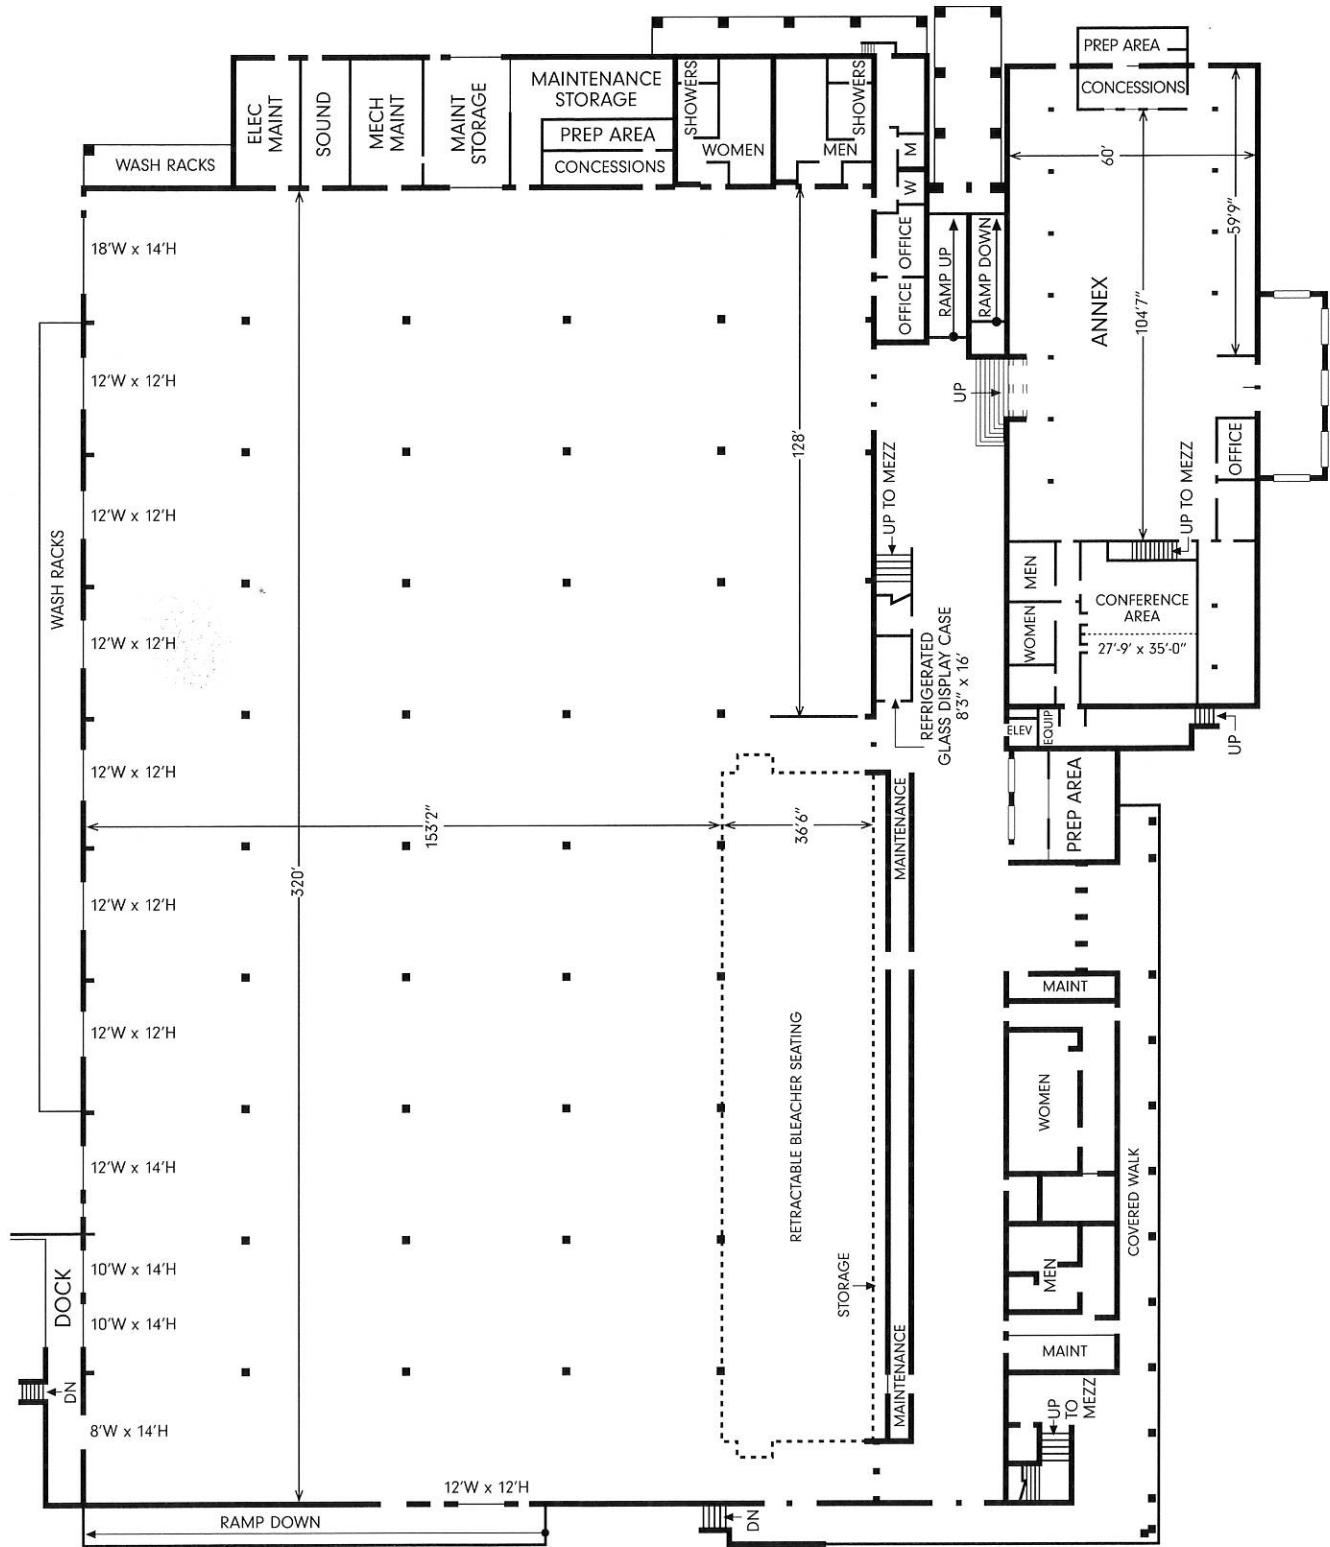 PREP AREA
CONCESSIONS
ELEC
MAINT
SOUND
MECH
MAINT
MAINT
STORAGE
MAINTENANCE
STORAGE
PREP AREA
CONCESSIONS
SHOWERS
WOMEN
SHOWERS
MEN
M
W
WASH RACKS
60'
59'9"
104'7"
ANNEX
OFFICE
OFFICE
RAMP UP
RAMP DOWN
18'W x 14'H
12'W x 12'H
12'W x 12'H
12'W x 12'H
12'W x 12'H
12'W x 12'H
12'W x 12'H
12'W x 14'H
10'W x 14'H
10'W x 14'H
8'W x 14'H
WASH RACKS
128'
UP
UP TO MEZZ
UP TO MEZZ
OFFICE
MEN
WOMEN
CONFERENCE
AREA
27'-9' x 35'-0"
REFRIGERATED
GLASS DISPLAY CASE
8'3" x 16'
ELEV
EQUIP
UP
PREP AREA
153'2"
36'6"
320'
MAINTENANCE
MAINT
RETRACTABLE BLEACHER SEATING
WOMEN
COVERED WALK
STORAGE
MEN
MAINTENANCE
MAINT
UP
TO
MEZZ
DOCK
DN
12'W x 12'H
RAMP DOWN
DN